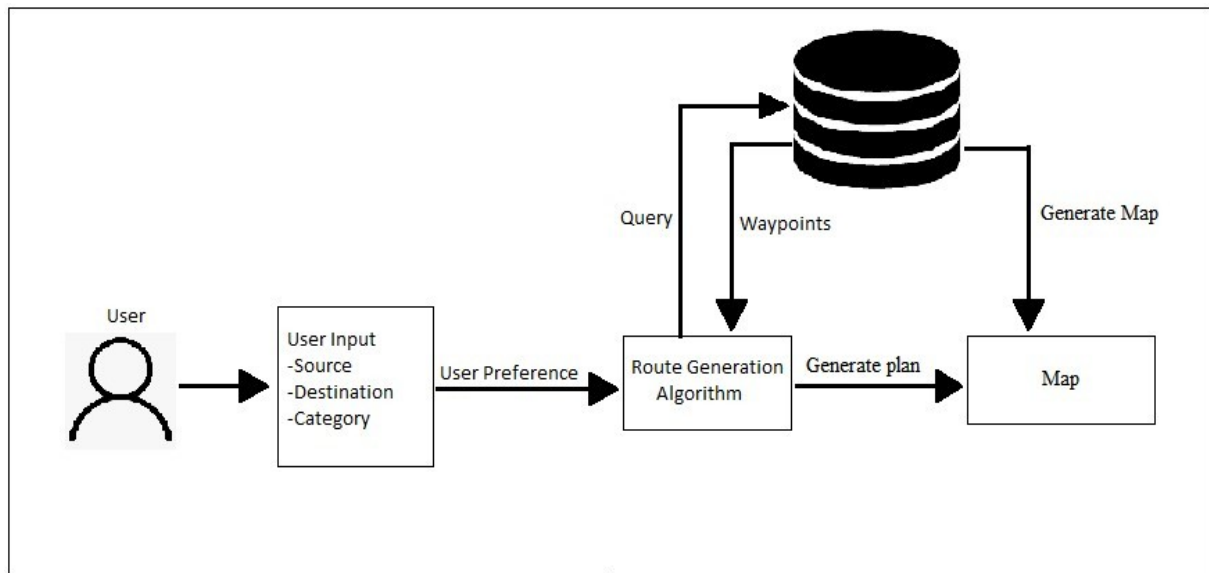 Query
Waypoints
Generate Map
User
User Input
-Source
-Destination
-Category
User Preference
Route Generation
Algorithm
Generate plan
Map